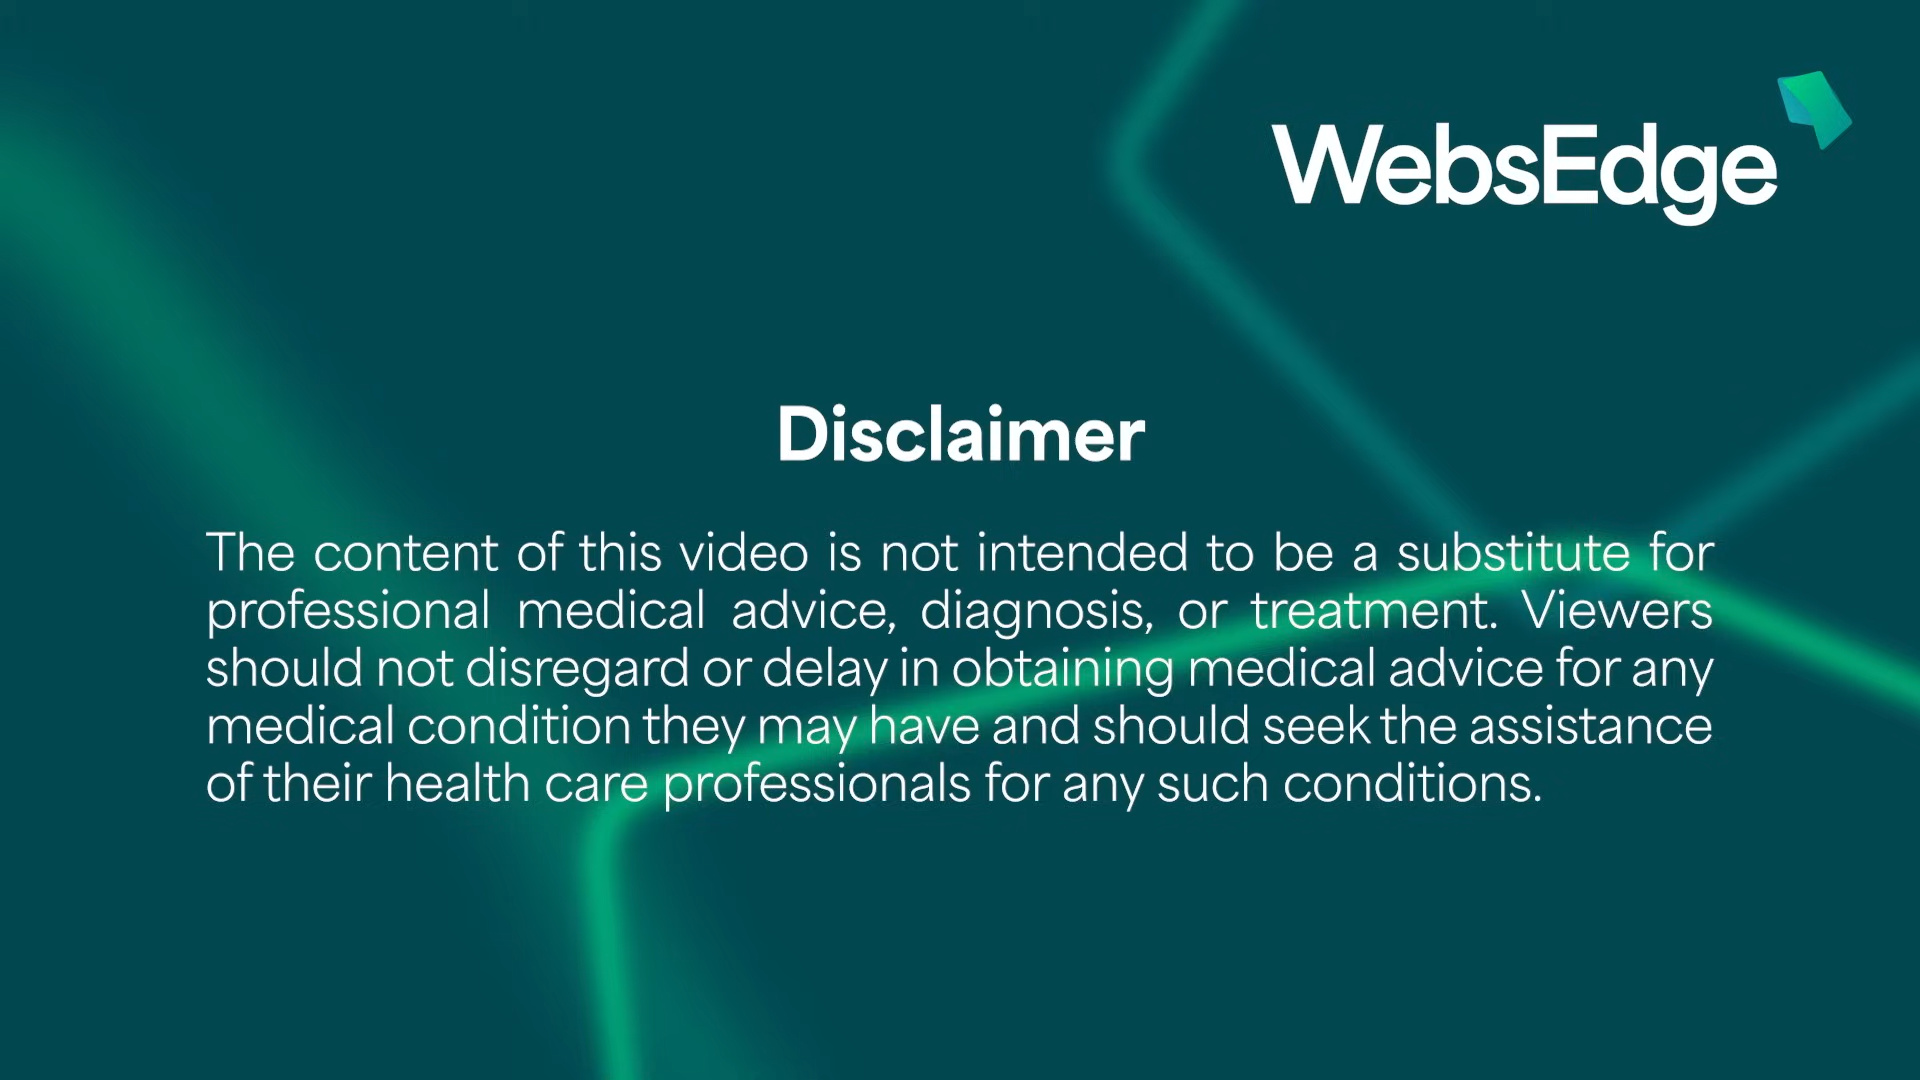 WebsEdge
Disclaimer
The content of this video is not intended to be a substitute for
professional medical advice, diagnosis, or treatment. Viewers
should not disregard or delay in obtaining medical advice for any
medical condition they may have and should seek the assistance
of their health care professionals for any such conditions.